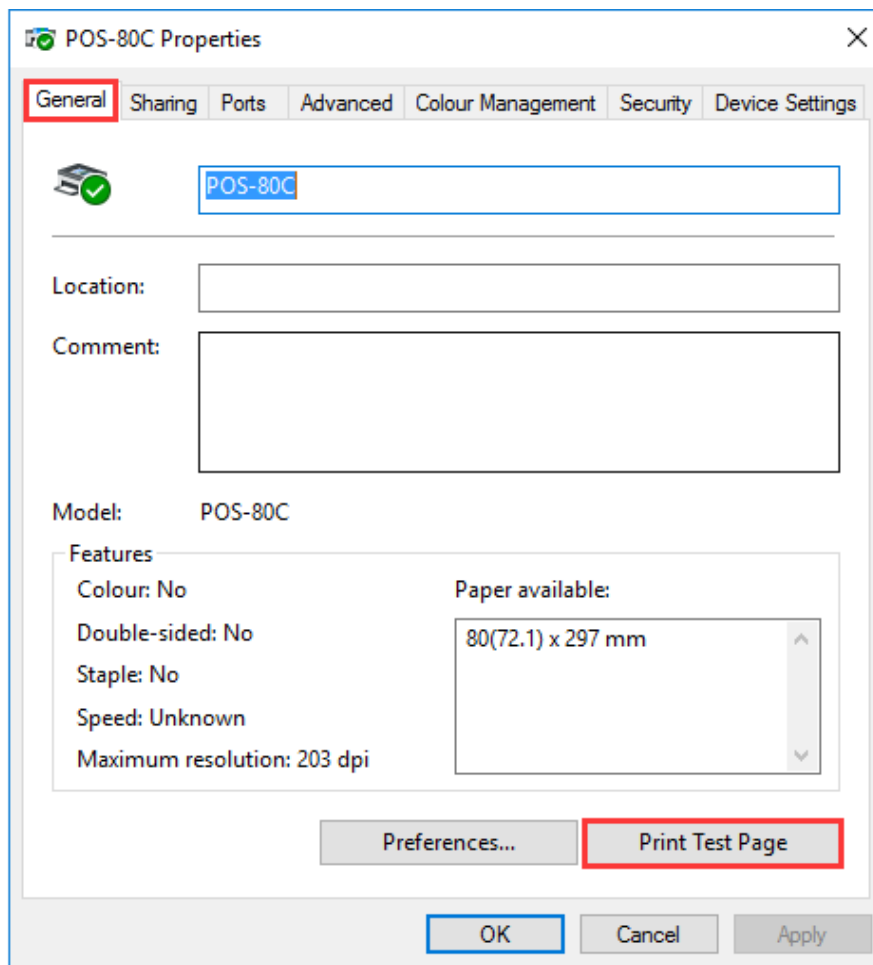 POS-80C Properties
General Sharing Ports Advanced Colour Management Security Device Settings
POS-80C
Location:
Comment:
Model: POS-80C
Features
Colour: No
Paper available:
Double-sided: No
80(72.1) x 297 mm
Staple: No
Speed: Unknown
Maximum resolution: 203 dpi
Preferences... Print Test Page
OK Cancel Apply